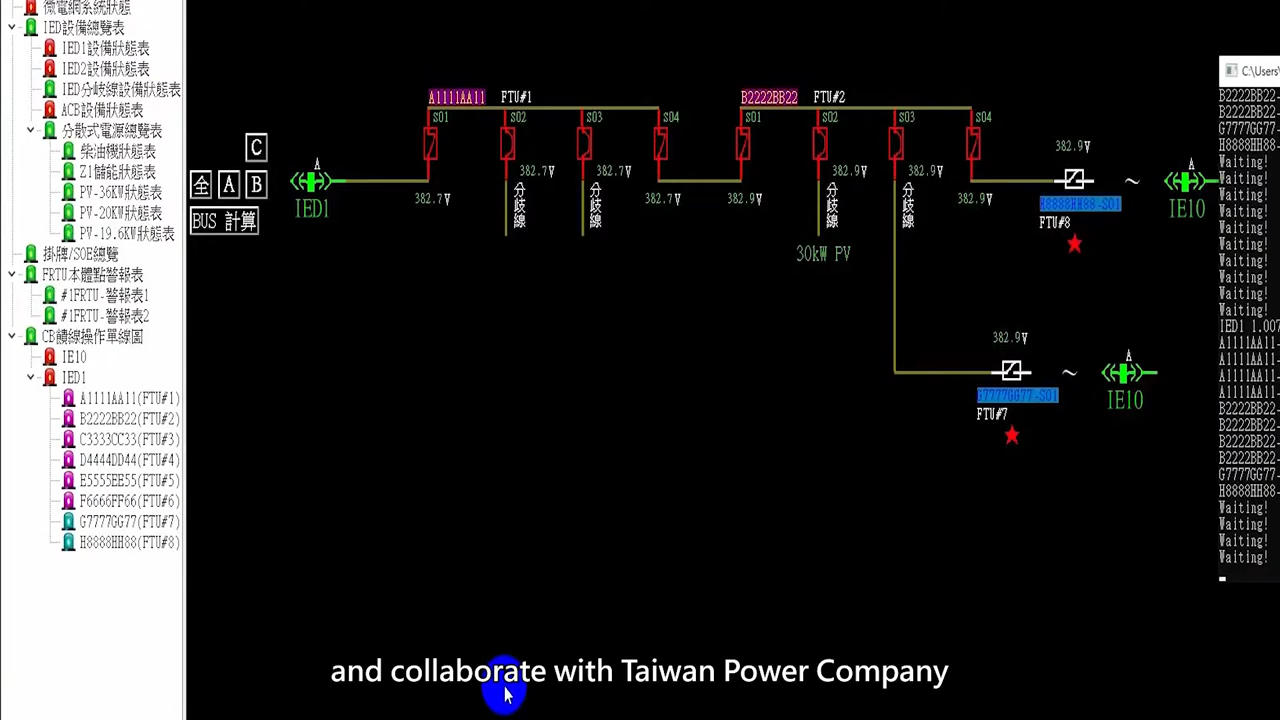 微電網系統狀態
IED設備總覽表
IED1設備狀態表
IED2設備狀態表
IED分岐線設備狀態表
ACB設備狀態表
分散式電源總覽表
柴油機狀態表
Z1儲能狀態表
PV-36KW狀態表
PV-20KW狀態表
PV-19.6KW狀態表
掛牌/SOE總覽
FRTU本體點警報表
#1FRTU-警報表1
#1FRTU-警報表2
CB饋線操作單線圖
IE10
IED1
A1111AA11(FTU#1)
B2222BB22(FTU#2)
C3333CC33(FTU#3)
D4444DD44(FTU#4)
E5555EE55(FTU#5)
F6666FF66(FTU#6)
G7777GG77(FTU#7)
H8888HH88(FTU#8)
C
全 A B
BUS 計算
A
IED1
A1111AA11 FTU#1
S01 S02 S03 S04
382.7V 382.7V
382.7V 382.7V
分歧線
分歧線
B2222BB22 FTU#2
S01 S02 S03 S04
382.9V 382.9V
382.9V 382.9V
分歧線
分歧線
30kW PV
382.9V
~
H8888HH88-S01
FTU#8
A
IE10
382.9V
~
G7777GG77-S01
FTU#7
A
IE10
C:\Users
B2222BB22-
B2222BB22-
G7777GG77-
H8888HH88-
Waiting!
Waiting!
Waiting!
Waiting!
Waiting!
Waiting!
Waiting!
Waiting!
Waiting!
Waiting!
IED1 1.007
A1111AA11-
A1111AA11-
A1111AA11-
A1111AA11-
B2222BB22-
B2222BB22-
B2222BB22-
B2222BB22-
G7777GG77-
H8888HH88-
Waiting!
Waiting!
Waiting!
Waiting!
and collaborate with Taiwan Power Company